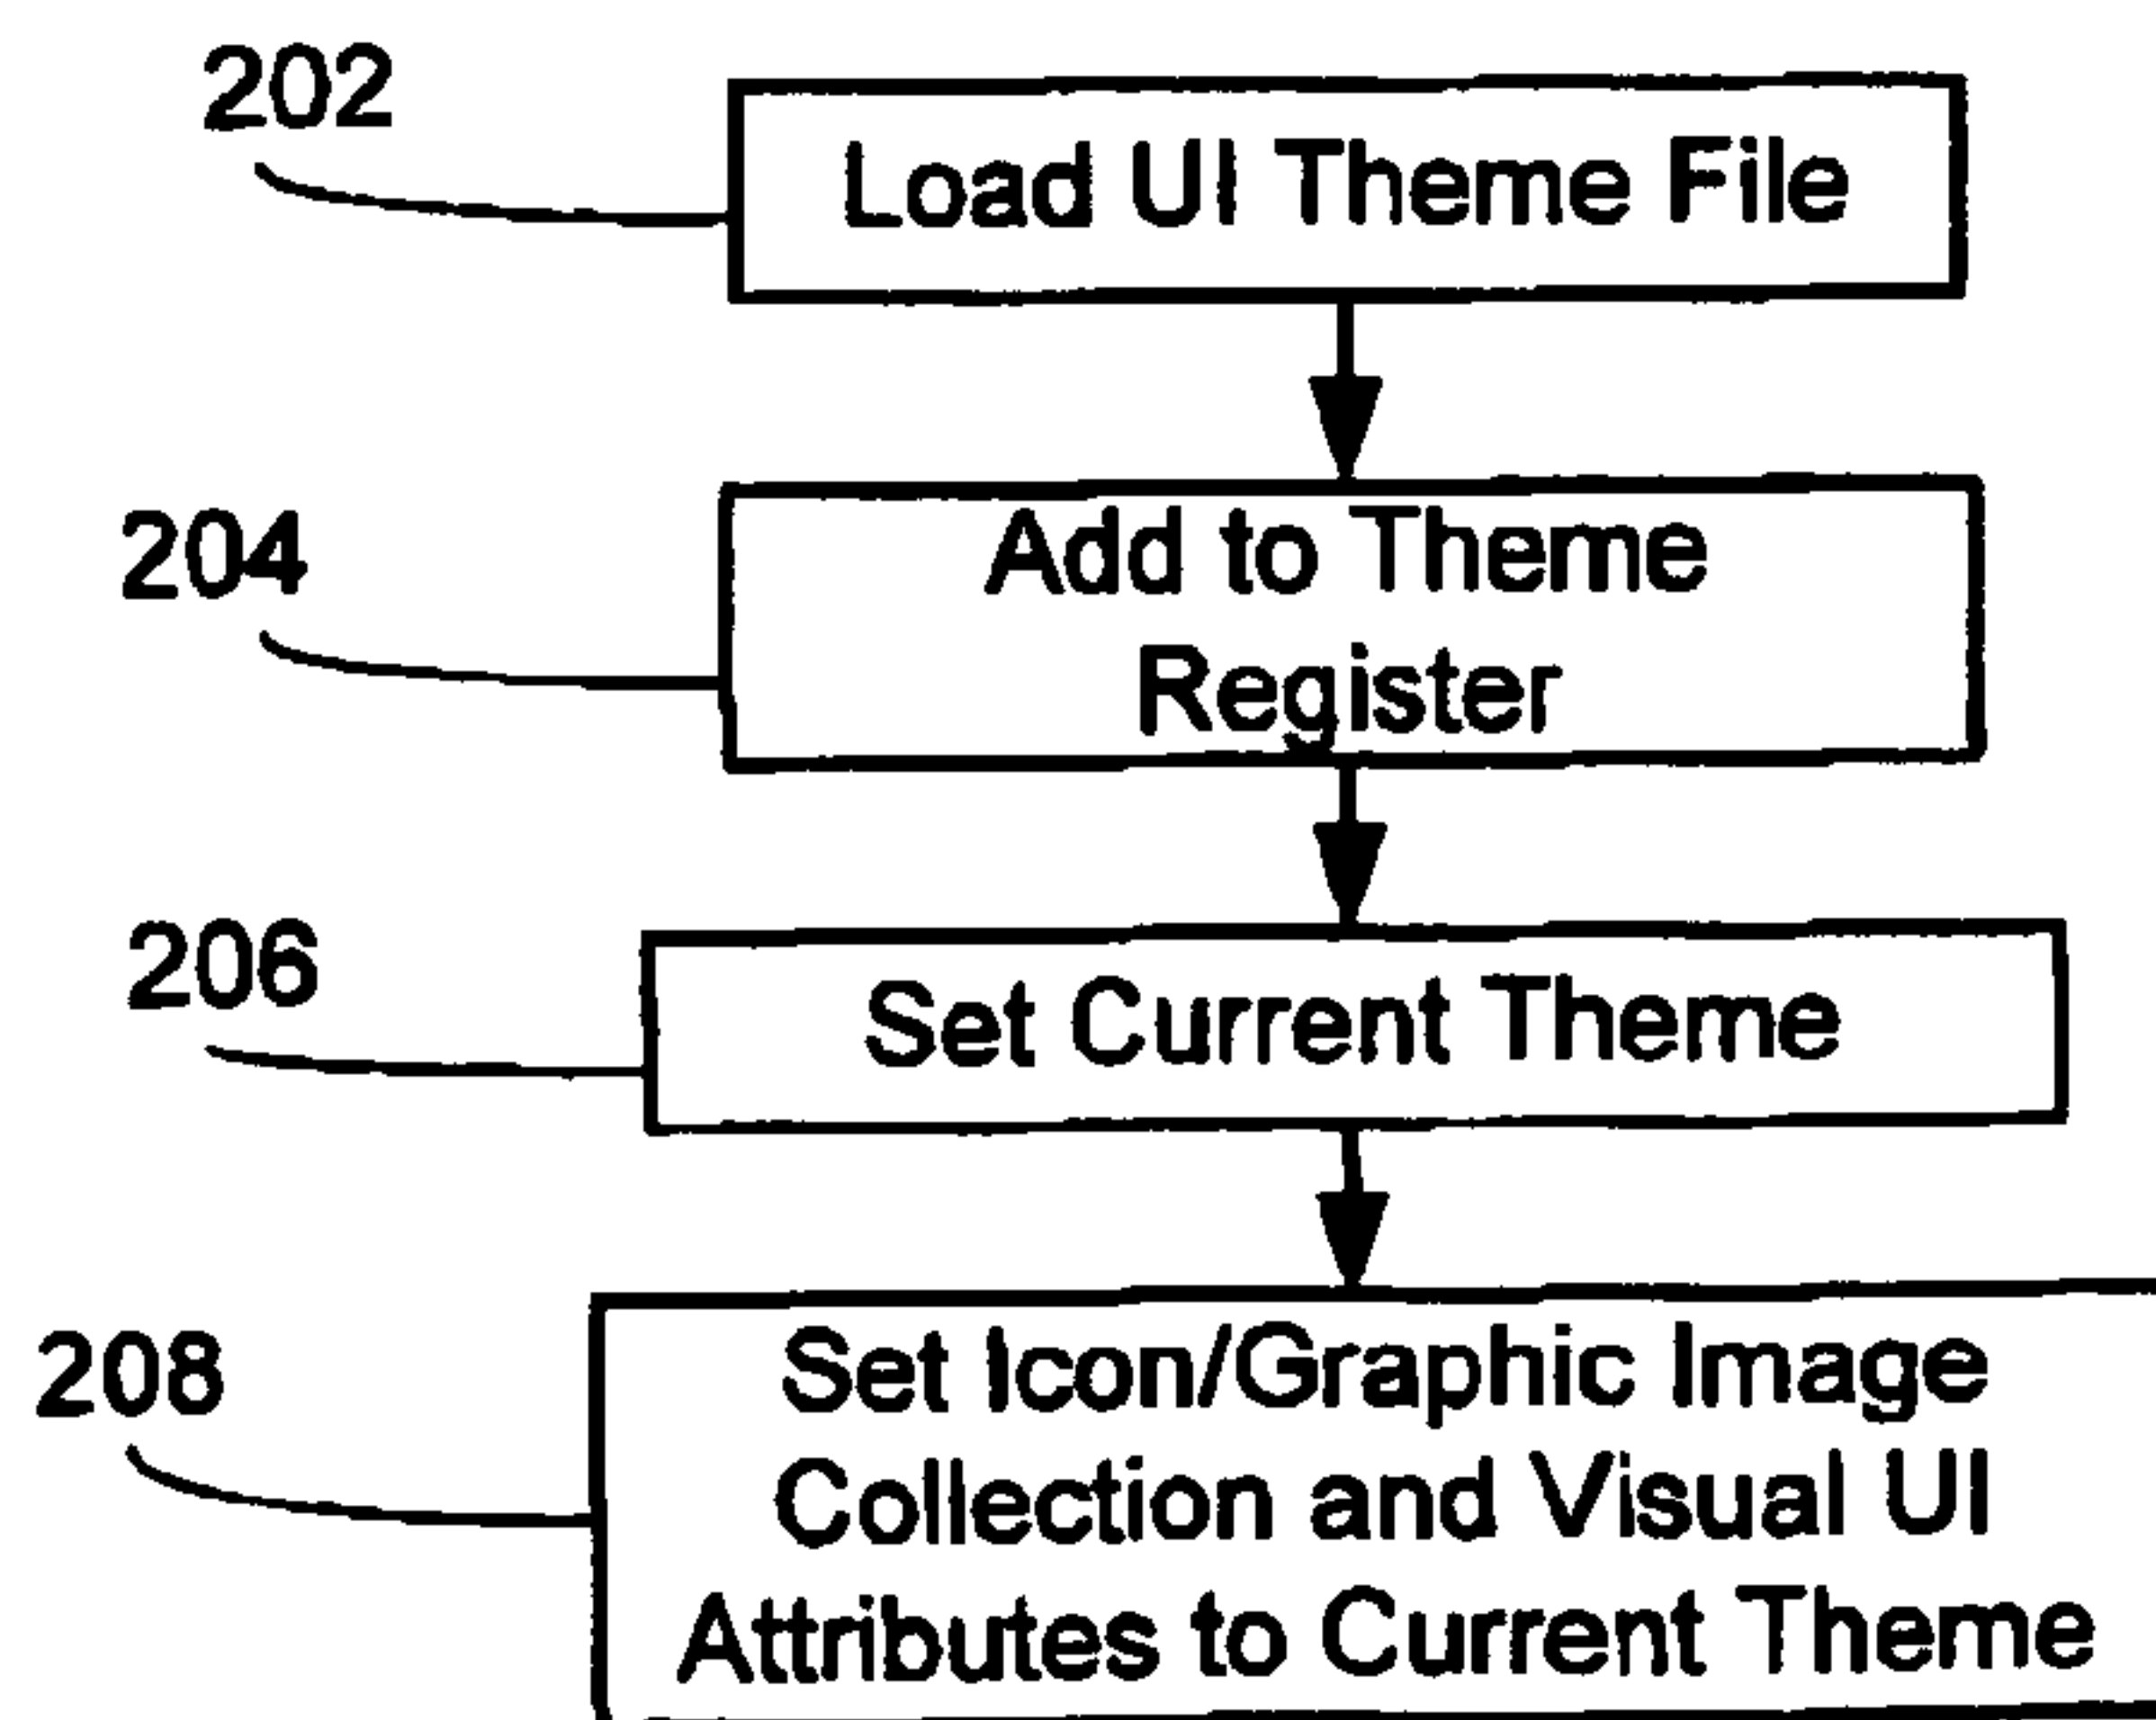 202
Load UI Theme File
204
Add to Theme
Register
206
Set Current Theme
208
Set Icon/Graphic Image
Collection and Visual UI
Attributes to Current Theme